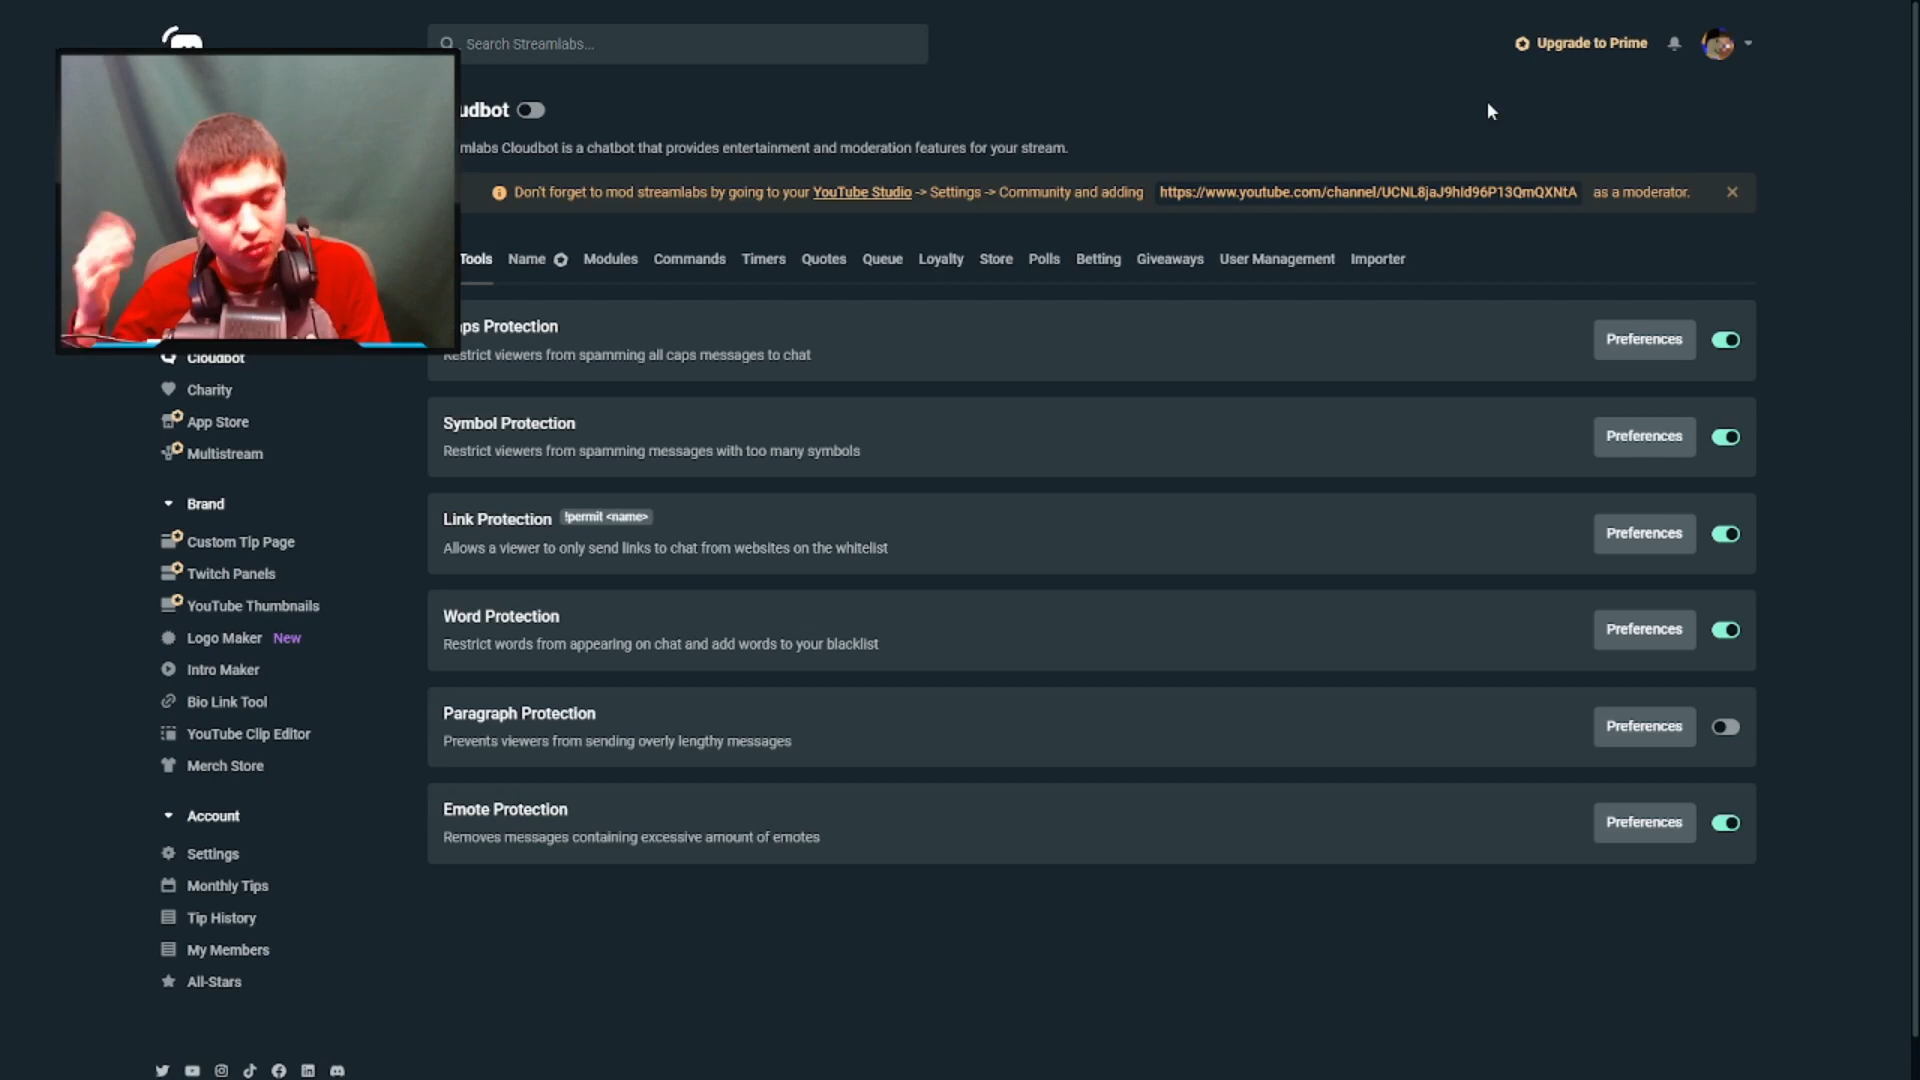 Search Streamlabs...
Upgrade to Prime
udbot
mlabs Cloudbot is a chatbot that provides entertainment and moderation features for your stream.
Don't forget to mod streamlabs by going to your YouTube Studio -> Settings -> Community and adding https://www.youtube.com/channel/UCNL8jaJ9hld96P13QmQXNtA as a moderator.
Tools Name Modules Commands Timers Quotes Queue Loyalty Store Polls Betting Giveaways User Management Importer
ps Protection
Restrict viewers from spamming all caps messages to chat
Preferences
Symbol Protection
Restrict viewers from spamming messages with too many symbols
Preferences
Link Protection !permit <name>
Allows a viewer to only send links to chat from websites on the whitelist
Preferences
Word Protection
Restrict words from appearing on chat and add words to your blacklist
Preferences
Paragraph Protection
Prevents viewers from sending overly lengthy messages
Preferences
Emote Protection
Removes messages containing excessive amount of emotes
Preferences
Cloudbot
Charity
App Store
Multistream
Brand
Custom Tip Page
Twitch Panels
YouTube Thumbnails
Logo Maker New
Intro Maker
Bio Link Tool
YouTube Clip Editor
Merch Store
Account
Settings
Monthly Tips
Tip History
My Members
All-Stars